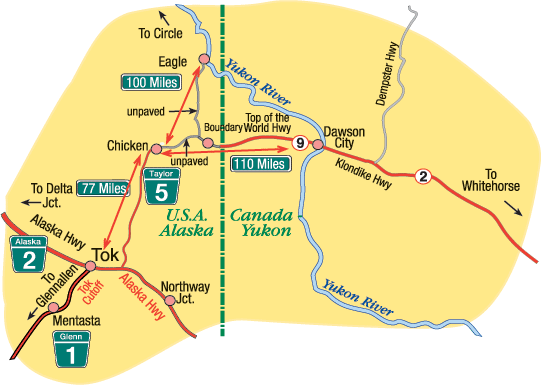 To Circle
Eagle
100 Miles
Yukon River
Dempster Hwy
unpaved
Boundary
Top of the
World Hwy
Dawson
City
Chicken
unpaved
9
110 Miles
Klondike Hwy
2
To
Whitehorse
Taylor
5
To Delta
Jct.
77 Miles
U.S.A.
Alaska
Canada
Yukon
Alaska Hwy
Alaska
2
Tok
To
Glennallen
Tok
Cutoff
Alaska Hwy
Northway
Jct.
Yukon River
Mentasta
Glenn
1